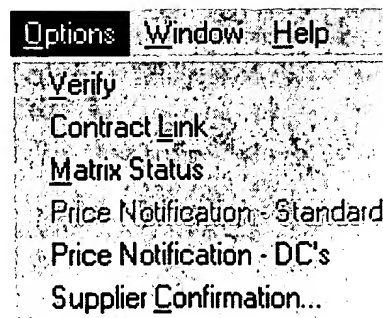 Options Window Help
Verify
Contract Link
Matrix Status
Price Notification - Standard
Price Notification - DC's
Supplier Confirmation...